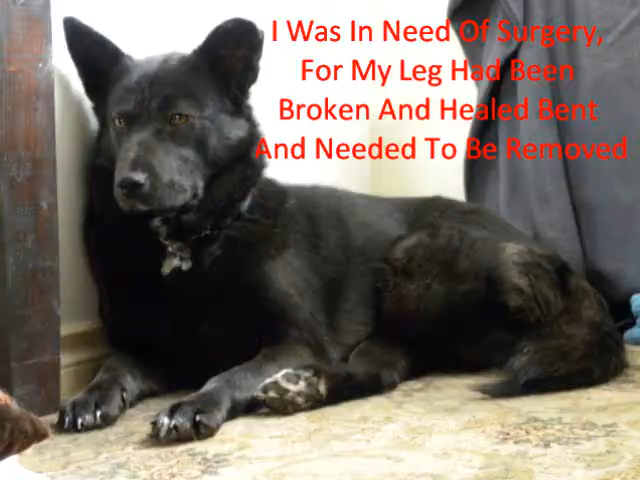 I Was In Need Of Surgery,
For My Leg Had Been
Broken And Healed Bent
And Needed To Be Removed